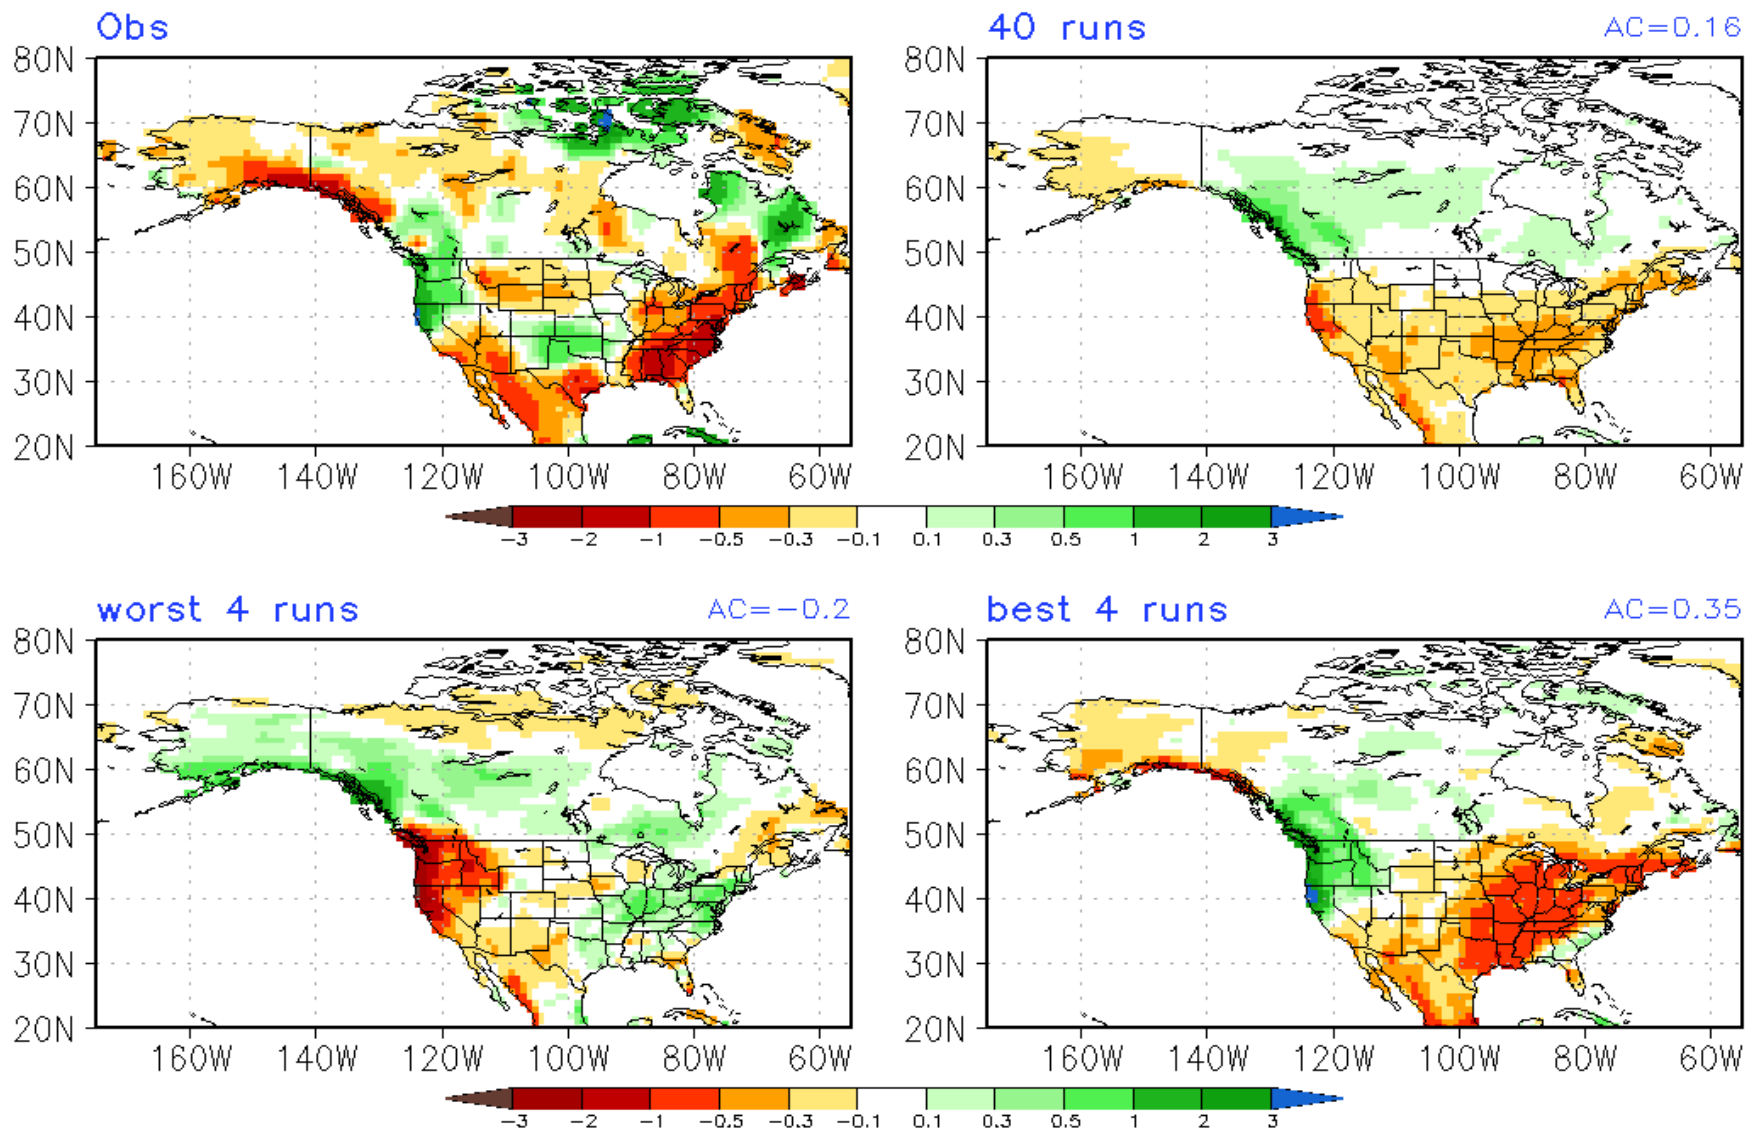 Obs
40 runs AC=0.16
80N 80N
70N 70N
60N 60N
50N 50N
40N 40N
30N 30N
20N 20N
160W 140W 120W 100W 80W 60W 160W 140W 120W 100W 80W 60W
-3 -2 -1 -0.5 -0.3 -0.1 0.1 0.3 0.5 1 2 3
worst 4 runs AC=-0.2
best 4 runs AC=0.35
80N 80N
70N 70N
60N 60N
50N 50N
40N 40N
30N 30N
20N 20N
160W 140W 120W 100W 80W 60W 160W 140W 120W 100W 80W 60W
-3 -2 -1 -0.5 -0.3 -0.1 0.1 0.3 0.5 1 2 3